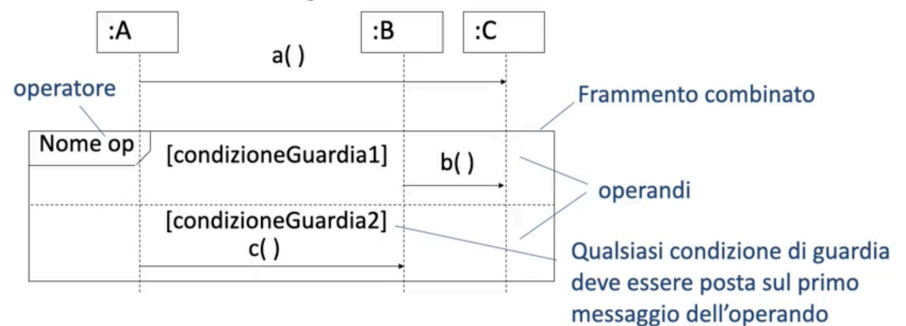 :A
:B
:C
a( )
operatore
Frammento combinato
Nome op
[condizioneGuardia1]
b( )
operandi
[condizioneGuardia2]
c( )
Qualsiasi condizione di guardia
deve essere posta sul primo
messaggio dell'operando